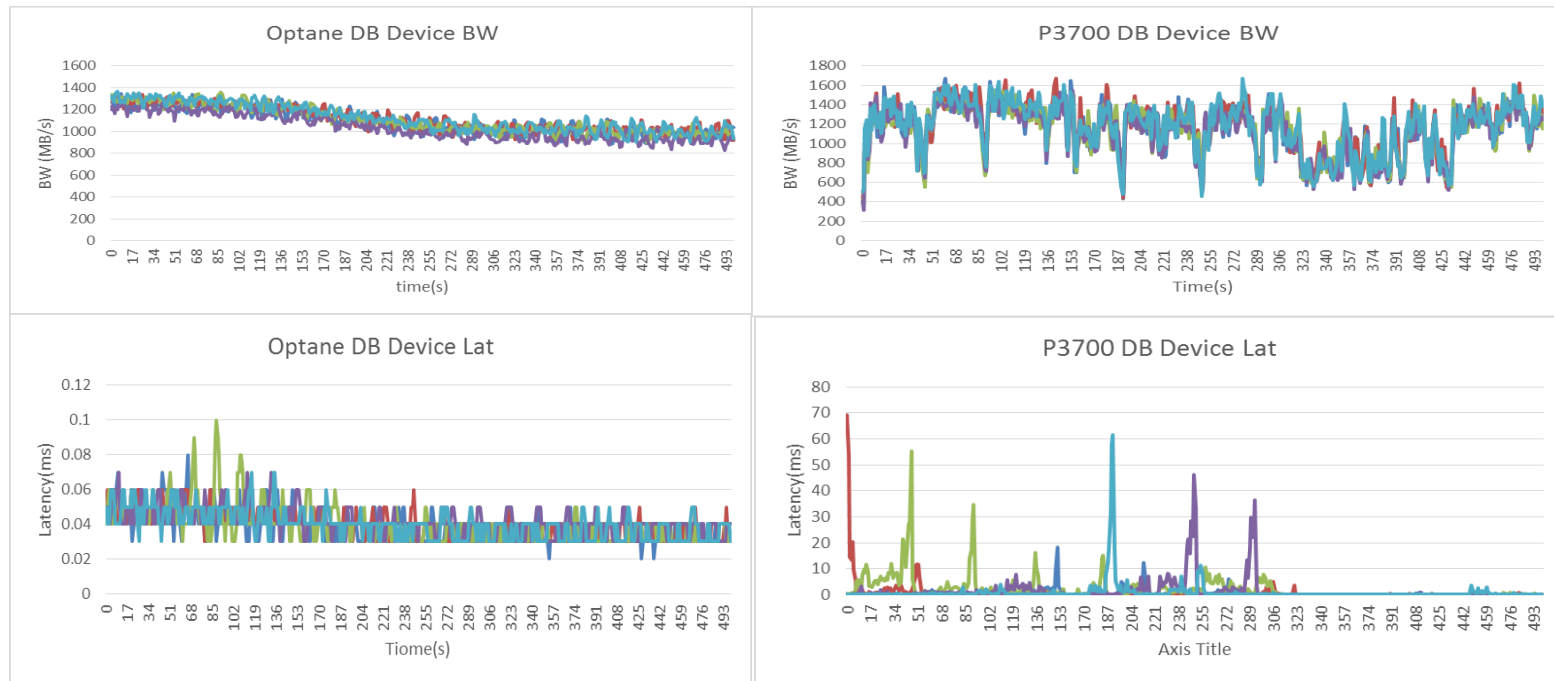 Optane DB Device BW
1600
1400
1200
1000
800
600
400
200
0
BW (MB/s)
0 17 34 51 68 85 102 119 136 153 170 187 204 221 238 255 272 289 306 323 340 357 374 391 408 425 442 459 476 493
time(s)
P3700 DB Device BW
1800
1600
1400
1200
1000
800
600
400
200
0
BW (MB/s)
0 17 34 51 68 85 102 119 136 153 170 187 204 221 238 255 272 289 306 323 340 357 374 391 408 425 442 459 476 493
Time(s)
Optane DB Device Lat
0.12
0.1
0.08
0.06
0.04
0.02
0
Latency(ms)
0 17 34 51 68 85 102 119 136 153 170 187 204 221 238 255 272 289 306 323 340 357 374 391 408 425 442 459 476 493
Tiome(s)
P3700 DB Device Lat
80
70
60
50
40
30
20
10
0
Latency(ms)
0 17 34 51 68 85 102 119 136 153 170 187 204 221 238 255 272 289 306 323 340 357 374 391 408 425 442 459 476 493
Axis Title